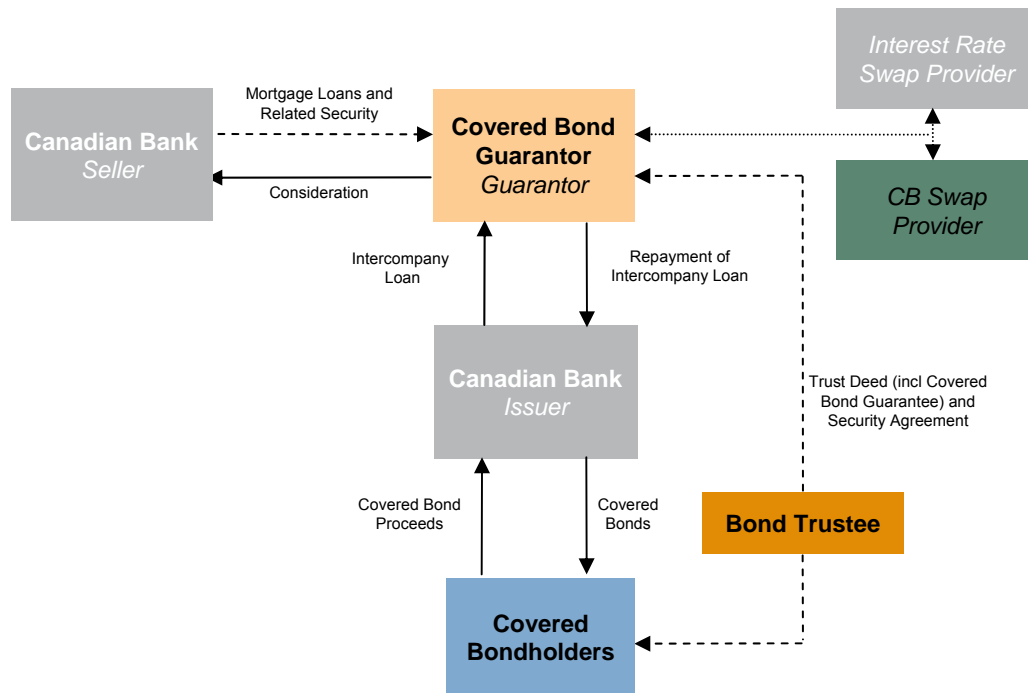 Interest Rate
Swap Provider
Mortgage Loans and
Related Security
Canadian Bank
Seller
Covered Bond
Guarantor
Guarantor
Consideration
CB Swap
Provider
Intercompany
Loan
Repayment of
Intercompany Loan
Canadian Bank
Issuer
Trust Deed (incl Covered
Bond Guarantee) and
Security Agreement
Covered Bond
Proceeds
Covered
Bonds
Bond Trustee
Covered
Bondholders